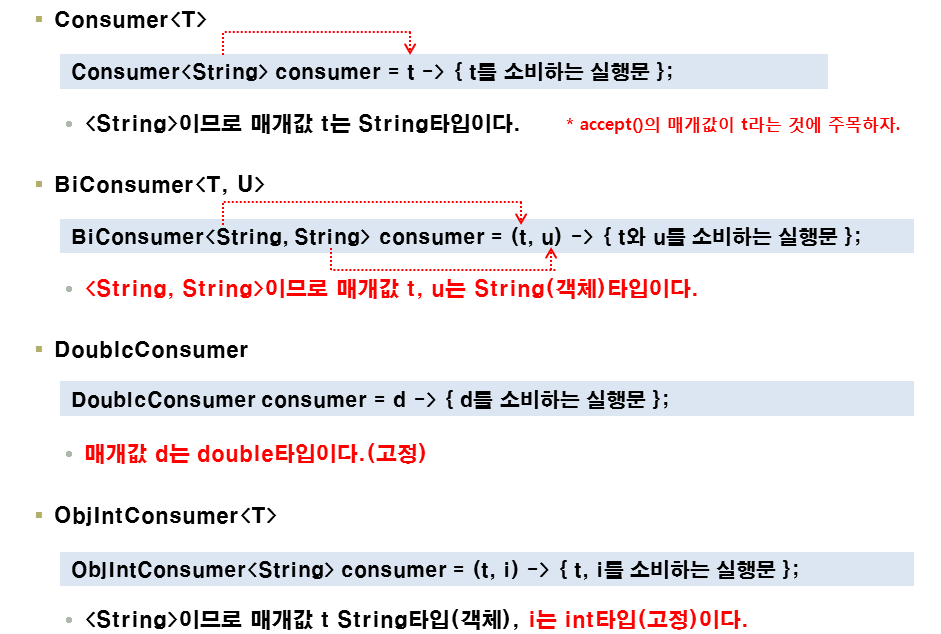 Consumer<T>
Consumer<String> consumer = t -> { t를 소비하는 실행문 };
<String>이므로 매개값 t는 String타입이다.
* accept()의 매개값이 t라는 것에 주목하자.
BiConsumer<T, U>
BiConsumer<String, String> consumer = (t, u) -> { t와 u를 소비하는 실행문 };
<String, String>이므로 매개값 t, u는 String(객체)타입이다.
DoublcConsumer
DoublcConsumer consumer = d -> { d를 소비하는 실행문 };
매개값 d는 double타입이다.(고정)
ObjIntConsumer<T>
ObjIntConsumer<String> consumer = (t, i) -> { t, i를 소비하는 실행문 };
<String>이므로 매개값 t String타입(객체), i는 int타입(고정)이다.